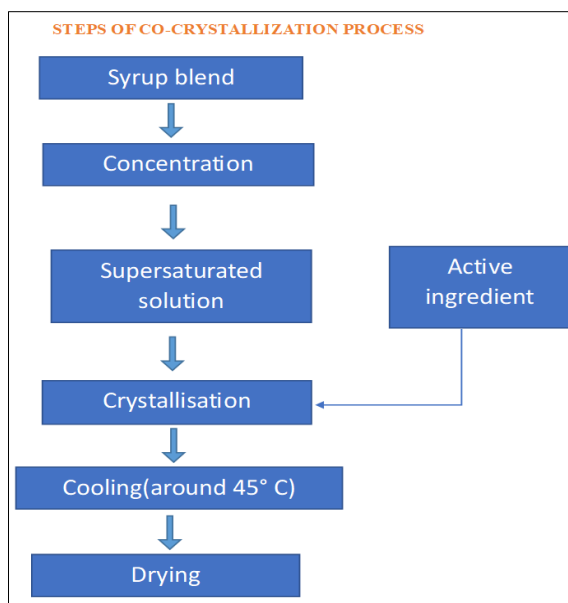 STEPS OF CO-CRYSTALLIZATION PROCESS
Syrup blend
Concentration
Supersaturated
solution
Active
ingredient
Crystallisation
Cooling(around 45° C)
Drying